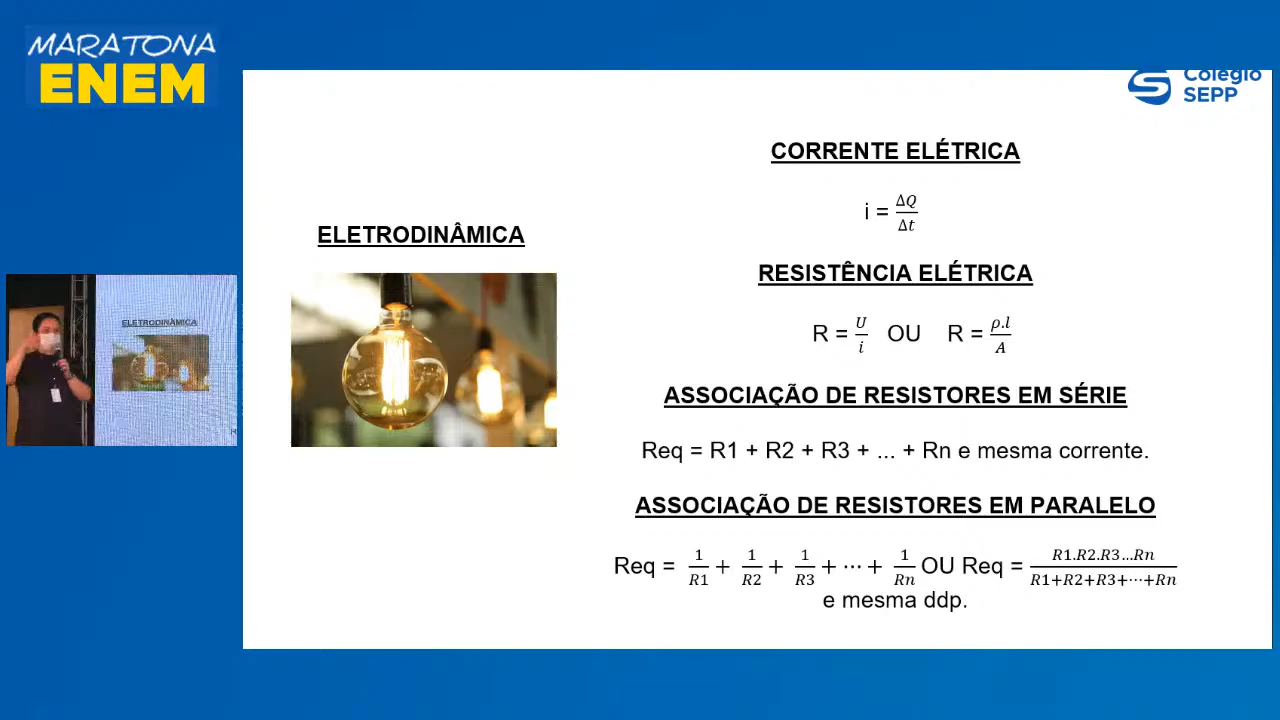 MARATONA
ENEM
Colégio
SEPP
CORRENTE ELÉTRICA
i = ΔQ/Δt
ELETRODINÂMICA
RESISTÊNCIA ELÉTRICA
R = U/i OU R = ρ.l/A
ELETRODINÂMICA
ASSOCIAÇÃO DE RESISTORES EM SÉRIE
Req = R1 + R2 + R3 + ... + Rn e mesma corrente.
ASSOCIAÇÃO DE RESISTORES EM PARALELO
Req = 1/R1 + 1/R2 + 1/R3 + ⋯ + 1/Rn OU Req = R1.R2.R3...Rn/R1+R2+R3+⋯+Rn
e mesma ddp.